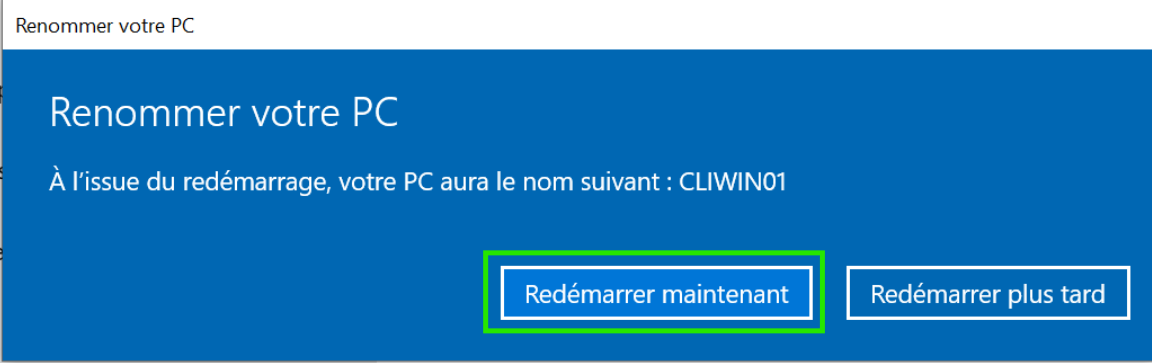 Renommer votre PC
Renommer votre PC
À l’issue du redémarrage, votre PC aura le nom suivant : CLIWIN01
Redémarrer maintenant
Redémarrer plus tard